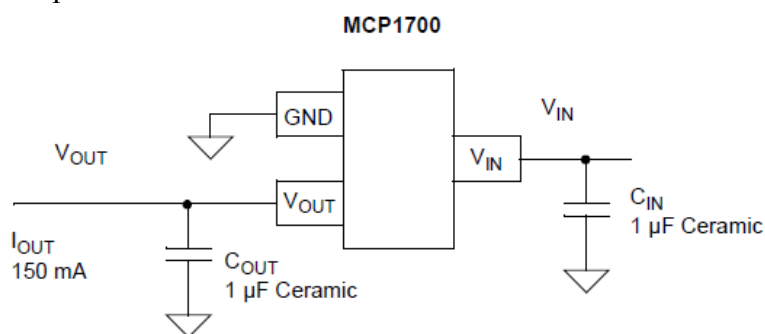 MCP1700
GND
VIN
VOUT
VIN
VOUT
CIN
1 µF Ceramic
IOUT
150 mA
COUT
1 µF Ceramic